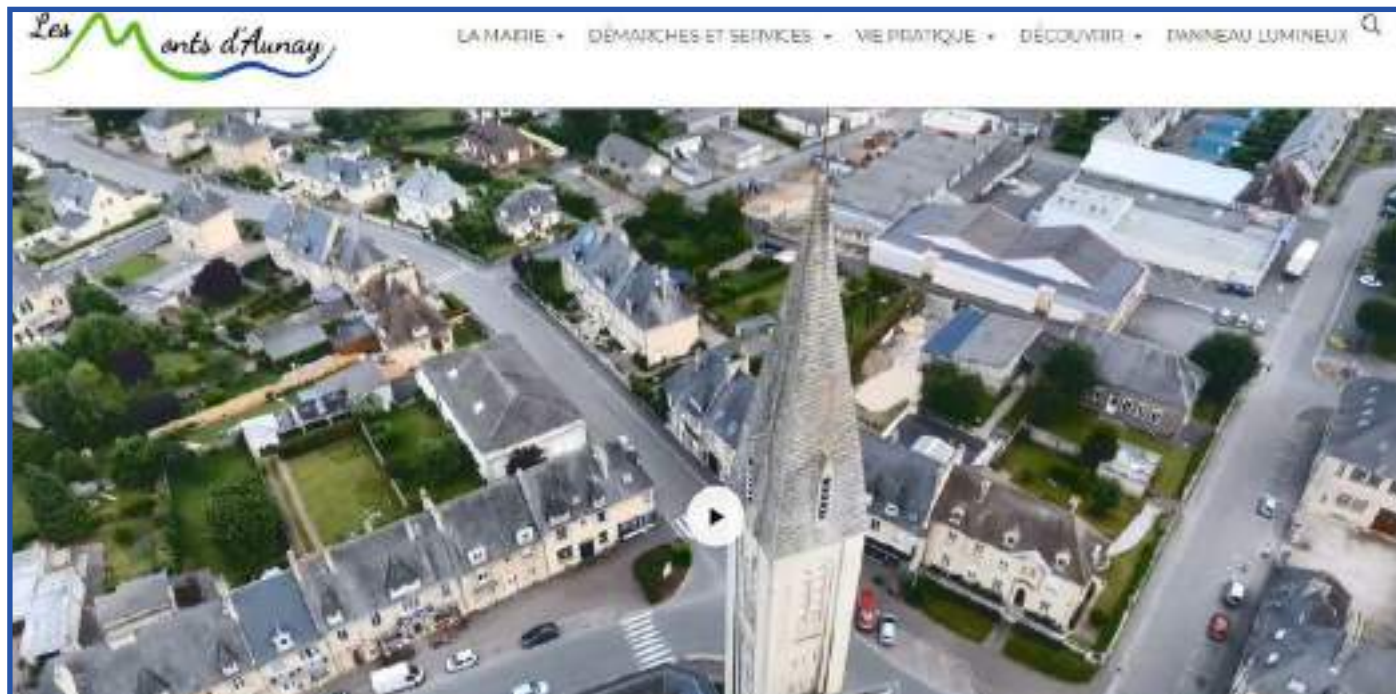 Les Monts d'Aunay
LA MAIRIE DÉMARCHES ET SERVICES VIE PRATIQUE DÉCOUVRIR PANNEAU LUMINEUX